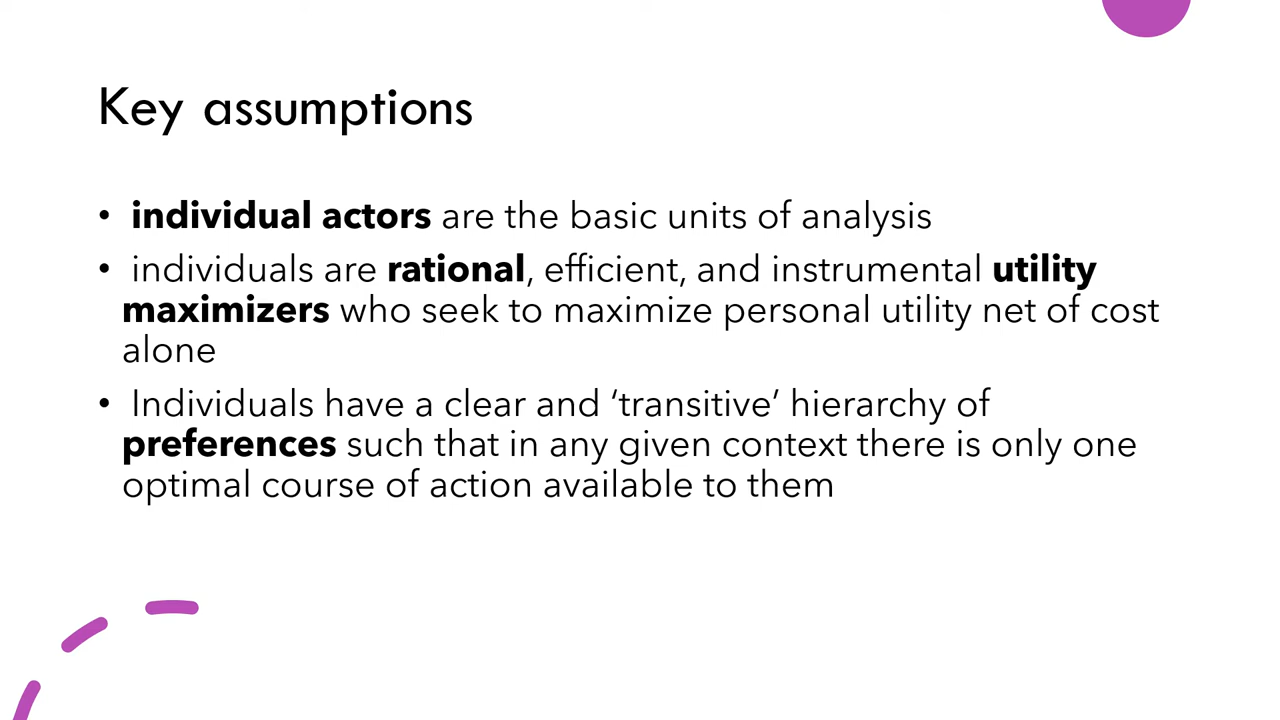 Key assumptions
• individual actors are the basic units of analysis
• individuals are rational, efficient, and instrumental utility
maximizers who seek to maximize personal utility net of cost
alone
• Individuals have a clear and ‘transitive’ hierarchy of
preferences such that in any given context there is only one
optimal course of action available to them